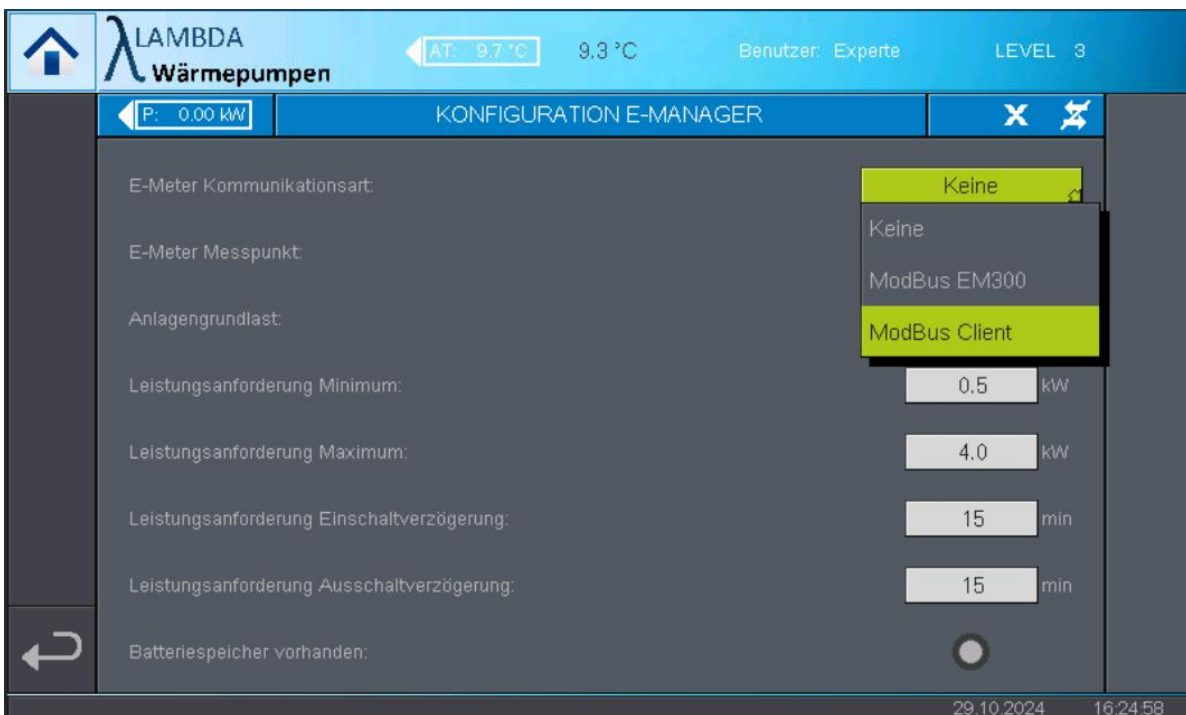 LAMBDA
Wärmepumpen
AT: 9.7 °C
9.3 °C
Benutzer: Experte
LEVEL 3
P: 0.00 kW
KONFIGURATION E-MANAGER
E-Meter Kommunikationsart:
Keine
Keine
E-Meter Messpunkt:
ModBus EM300
Anlagengrundlast:
ModBus Client
Leistungsanforderung Minimum:
0.5 kW
Leistungsanforderung Maximum:
4.0 kW
Leistungsanforderung Einschaltverzögerung:
15 min
Leistungsanforderung Ausschaltverzögerung:
15 min
Batteriespeicher vorhanden:
29.10.2024 16:24:58